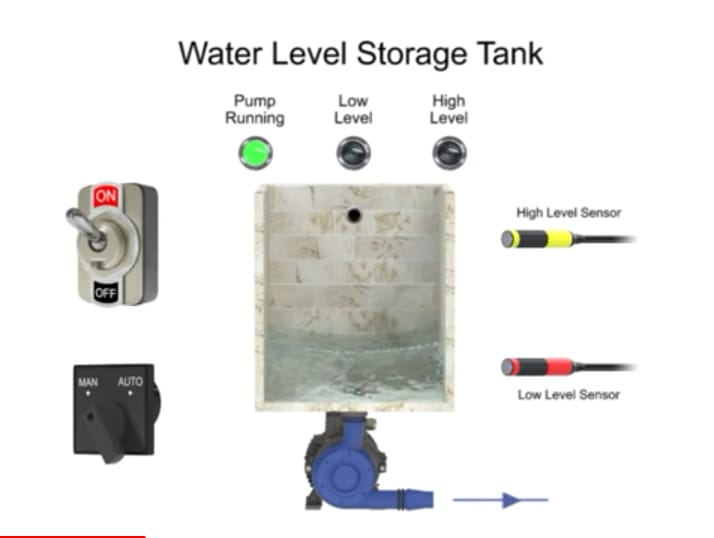 Water Level Storage Tank
Pump
Running
Low
Level
High
Level
ON
OFF
High Level Sensor
MAN AUTO
Low Level Sensor